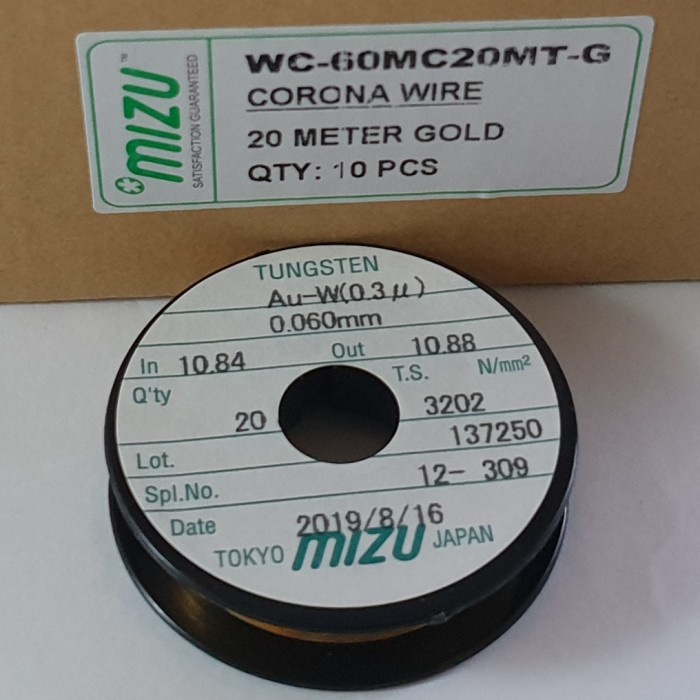 MIZU™
SATISFACTION GUARANTEED
WC-60MC20MT-G
CORONA WIRE
20 METER GOLD
QTY: 10 PCS
TUNGSTEN
Au-W(0.3μ)
0.060mm
In 10.84 Out 10.88
Q'ty 20 T.S. 3202 N/mm²
Lot. 137250
Spl.No. 12- 309
Date 2019/8/16
TOKYO MIZU JAPAN